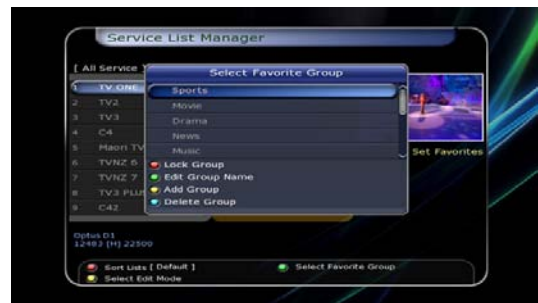 Service List Manager
[ All Service
Select Favorite Group
1 TV ONE
2 TV2
3 TV3
4 C4
5 Maori TV
6 TVNZ 6
7 TVNZ 7
8 TV3 PLUS
9 C42
Sports
Movie
Drama
News
Music
Lock Group
Edit Group Name
Add Group
Delete Group
Set Favorites
Optus D1
12483 [H] 22500
Sort Lists [ Default ]
Select Favorite Group
Select Edit Mode